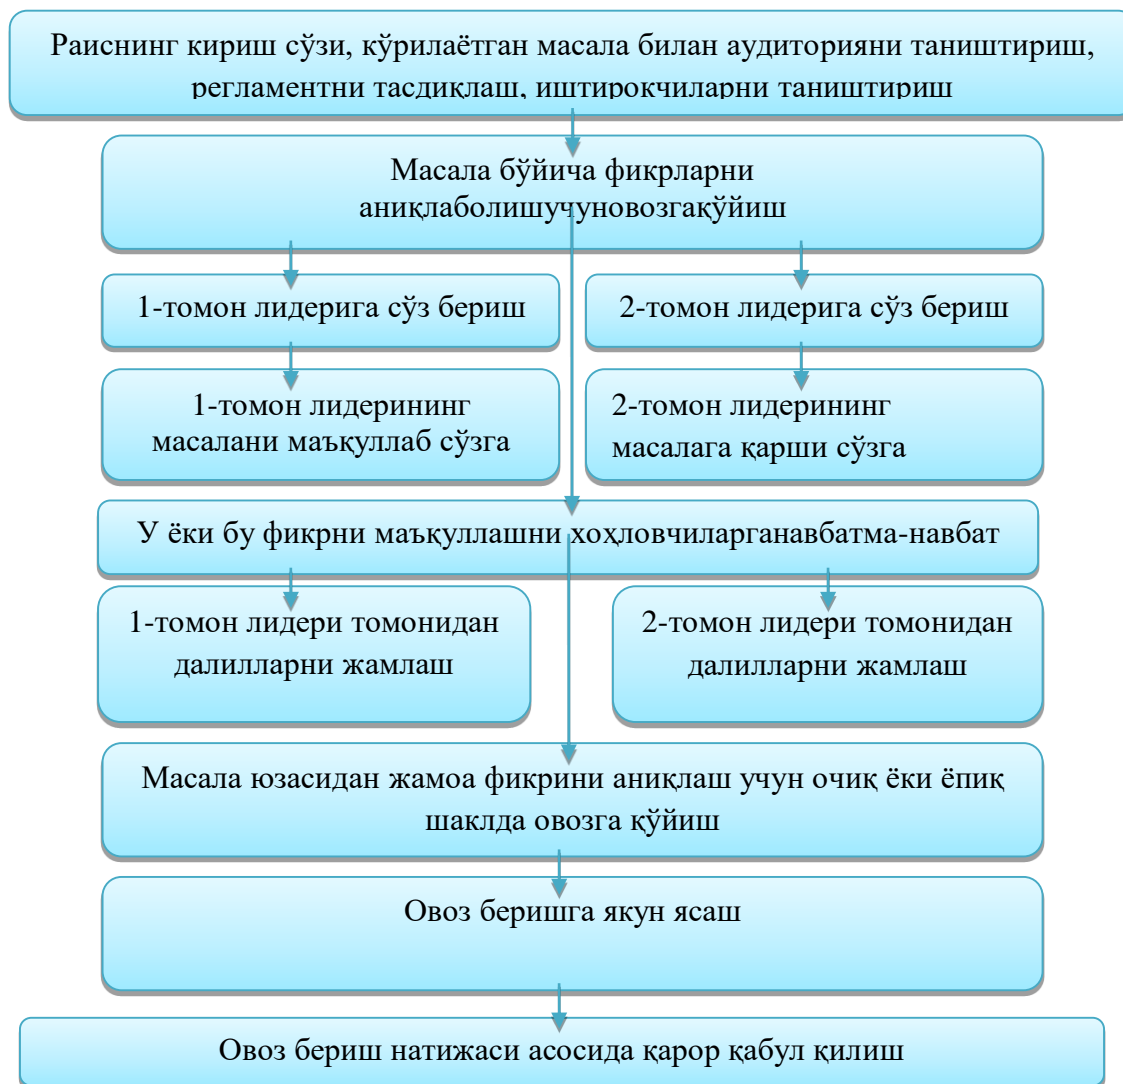 Раиснинг кириш сўзи, кўрилаётган масала билан аудиторияни таништириш,
регламентни тасдиқлаш, иштирокчиларни таништириш
Масала бўйича фикрларни
аниқлаболишучуновозгақўйиш
1-томон лидерига сўз бериш
2-томон лидерига сўз бериш
1-томон лидерининг
масалани маъқуллаб сўзга
2-томон лидерининг
масалага қарши сўзга
У ёки бу фикрни маъқуллашни хоҳловчиларганавбатма-навбат
1-томон лидери томонидан
далилларни жамлаш
2-томон лидери томонидан
далилларни жамлаш
Масала юзасидан жамоа фикрини аниқлаш учун очиқ ёки ёпиқ
шаклда овозга қўйиш
Овоз беришга якун ясаш
Овоз бериш натижаси асосида қарор қабул қилиш